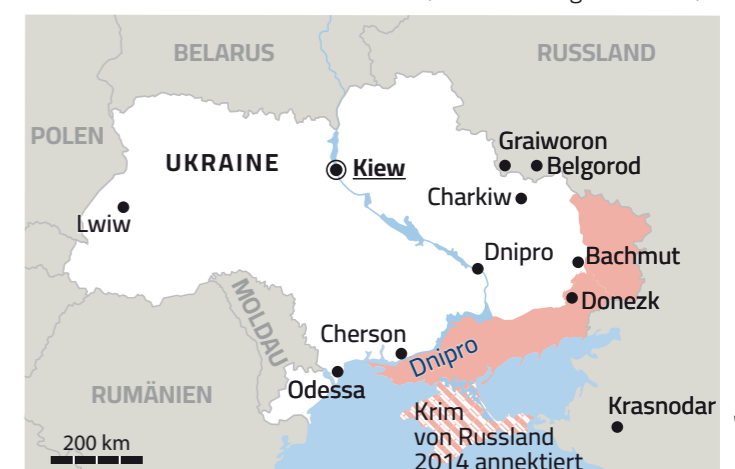 BELARUS
RUSSLAND
POLEN
Graiworon
UKRAINE
Kiew
Belgorod
Charkiw
Lwiw
Dnipro
Bachmut
MOLDAU
Donezk
Cherson
Dnipro
Odessa
RUMÄNIEN
Krim
von Russland
2014 annektiert
Krasnodar
200 km